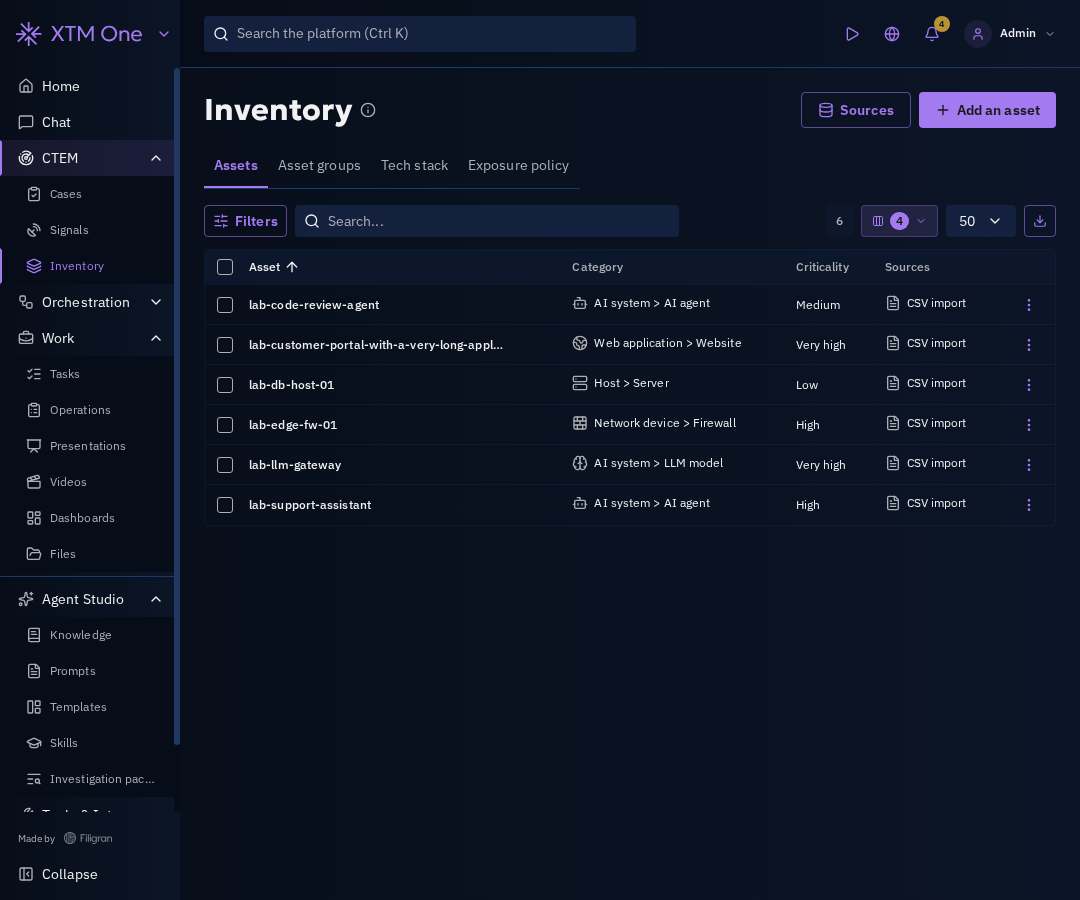 XTM One
Search the platform (Ctrl K)
4
Admin
Home
Chat
CTEM
Cases
Signals
Inventory
Orchestration
Work
Tasks
Operations
Presentations
Videos
Dashboards
Files
Agent Studio
Knowledge
Prompts
Templates
Skills
Investigation pac...
Made by Filigran
Collapse
Inventory
Sources
Add an asset
Assets Asset groups Tech stack Exposure policy
Filters Search... 6 4 50
Asset Category Criticality Sources
lab-code-review-agent AI system > AI agent Medium CSV import
lab-customer-portal-with-a-very-long-appl... Web application > Website Very high CSV import
lab-db-host-01 Host > Server Low CSV import
lab-edge-fw-01 Network device > Firewall High CSV import
lab-llm-gateway AI system > LLM model Very high CSV import
lab-support-assistant AI system > AI agent High CSV import